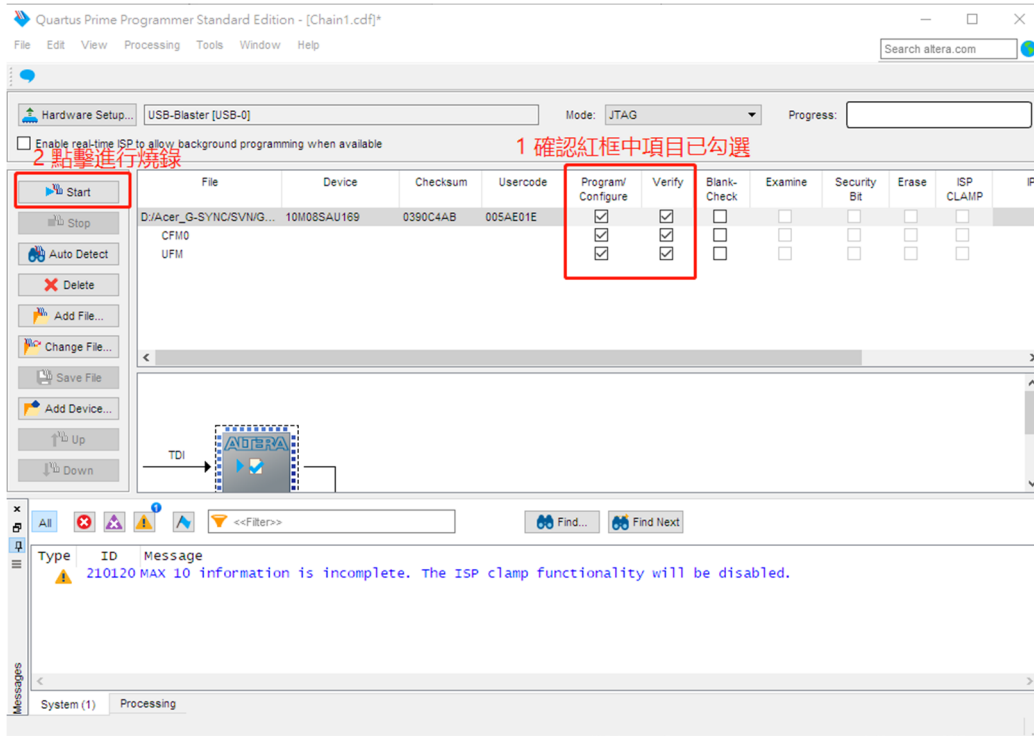 Quartus Prime Programmer Standard Edition - [Chain1.cdf]*
File Edit View Processing Tools Window Help
Search altera.com
Hardware Setup... USB-Blaster [USB-0] Mode: JTAG Progress:
Enable real-time ISP to allow background programming when available
1 確認紅框中項目已勾選
2 點擊進行燒錄
Start
Stop
Auto Detect
Delete
Add File...
Change File...
Save File
Add Device...
Up
Down
File Device Checksum Usercode Program/ Configure Verify Blank- Check Examine Security Bit Erase ISP CLAMP IP
D:/Acer_G-SYNC/SVN/G... 10M08SAU169 0390C4AB 005AE01E
CFM0
UFM
TDI
ALTERA
All 1 <<Filter>> Find... Find Next
Type ID Message
210120 MAX 10 information is incomplete. The ISP clamp functionality will be disabled.
Messages
System (1) Processing